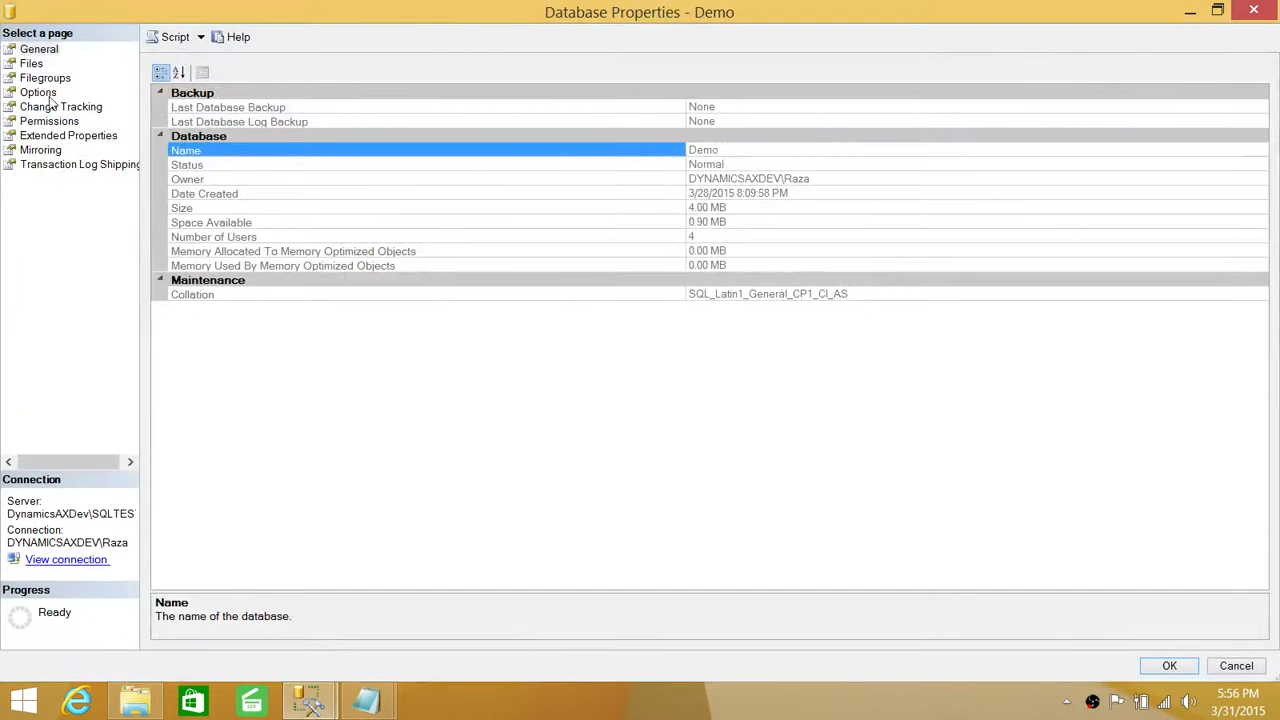 Database Properties - Demo
Select a page
General
Files
Filegroups
Options
Change Tracking
Permissions
Extended Properties
Mirroring
Transaction Log Shipping
Script
Help
Backup
Last Database Backup None
Last Database Log Backup None
Database
Name Demo
Status Normal
Owner DYNAMICSAXDEV\Raza
Date Created 3/28/2015 8:09:58 PM
Size 4.00 MB
Space Available 0.90 MB
Number of Users 4
Memory Allocated To Memory Optimized Objects 0.00 MB
Memory Used By Memory Optimized Objects 0.00 MB
Maintenance
Collation SQL_Latin1_General_CP1_CI_AS
Connection
Server:
DynamicsAXDev\SQLTES
Connection:
DYNAMICSAXDEV\Raza
View connection
Progress
Ready
Name
The name of the database.
OK
Cancel
5:56 PM
3/31/2015